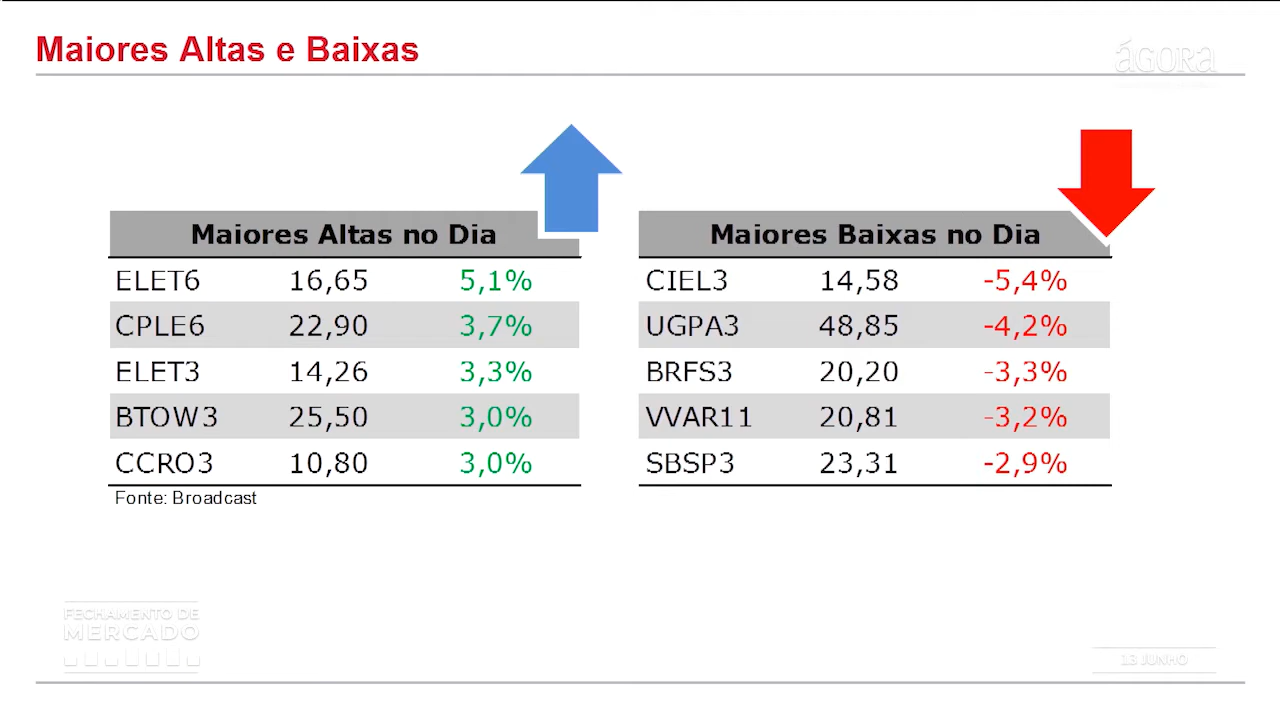 Maiores Altas e Baixas
ágora
Maiores Altas no Dia
ELET6 16,65 5,1%
CPLE6 22,90 3,7%
ELET3 14,26 3,3%
BTOW3 25,50 3,0%
CCRO3 10,80 3,0%
Fonte: Broadcast
Maiores Baixas no Dia
CIEL3 14,58 -5,4%
UGPA3 48,85 -4,2%
BRFS3 20,20 -3,3%
VVAR11 20,81 -3,2%
SBSP3 23,31 -2,9%
FECHAMENTO DE
MERCADO
13 JUNHO